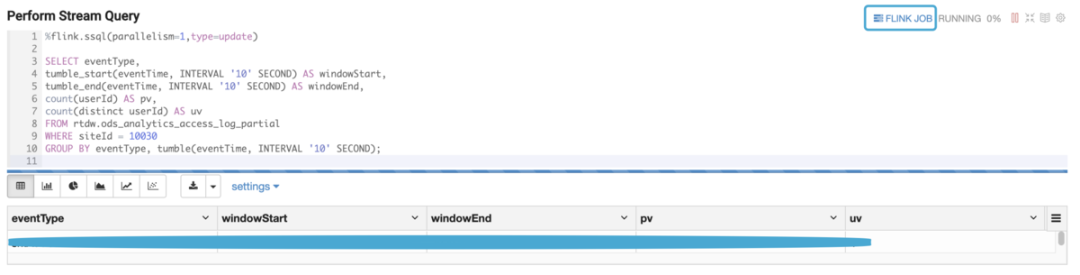 Perform Stream Query
FLINK JOB RUNNING 0%
1 %flink.ssql(parallelism=1,type=update)
2
3 SELECT eventType,
4 tumble_start(eventTime, INTERVAL '10' SECOND) AS windowStart,
5 tumble_end(eventTime, INTERVAL '10' SECOND) AS windowEnd,
6 count(userId) AS pv,
7 count(distinct userId) AS uv
8 FROM rtdw.ods_analytics_access_log_partial
9 WHERE siteId = 10030
10 GROUP BY eventType, tumble(eventTime, INTERVAL '10' SECOND);
11
settings
eventType windowStart windowEnd pv uv